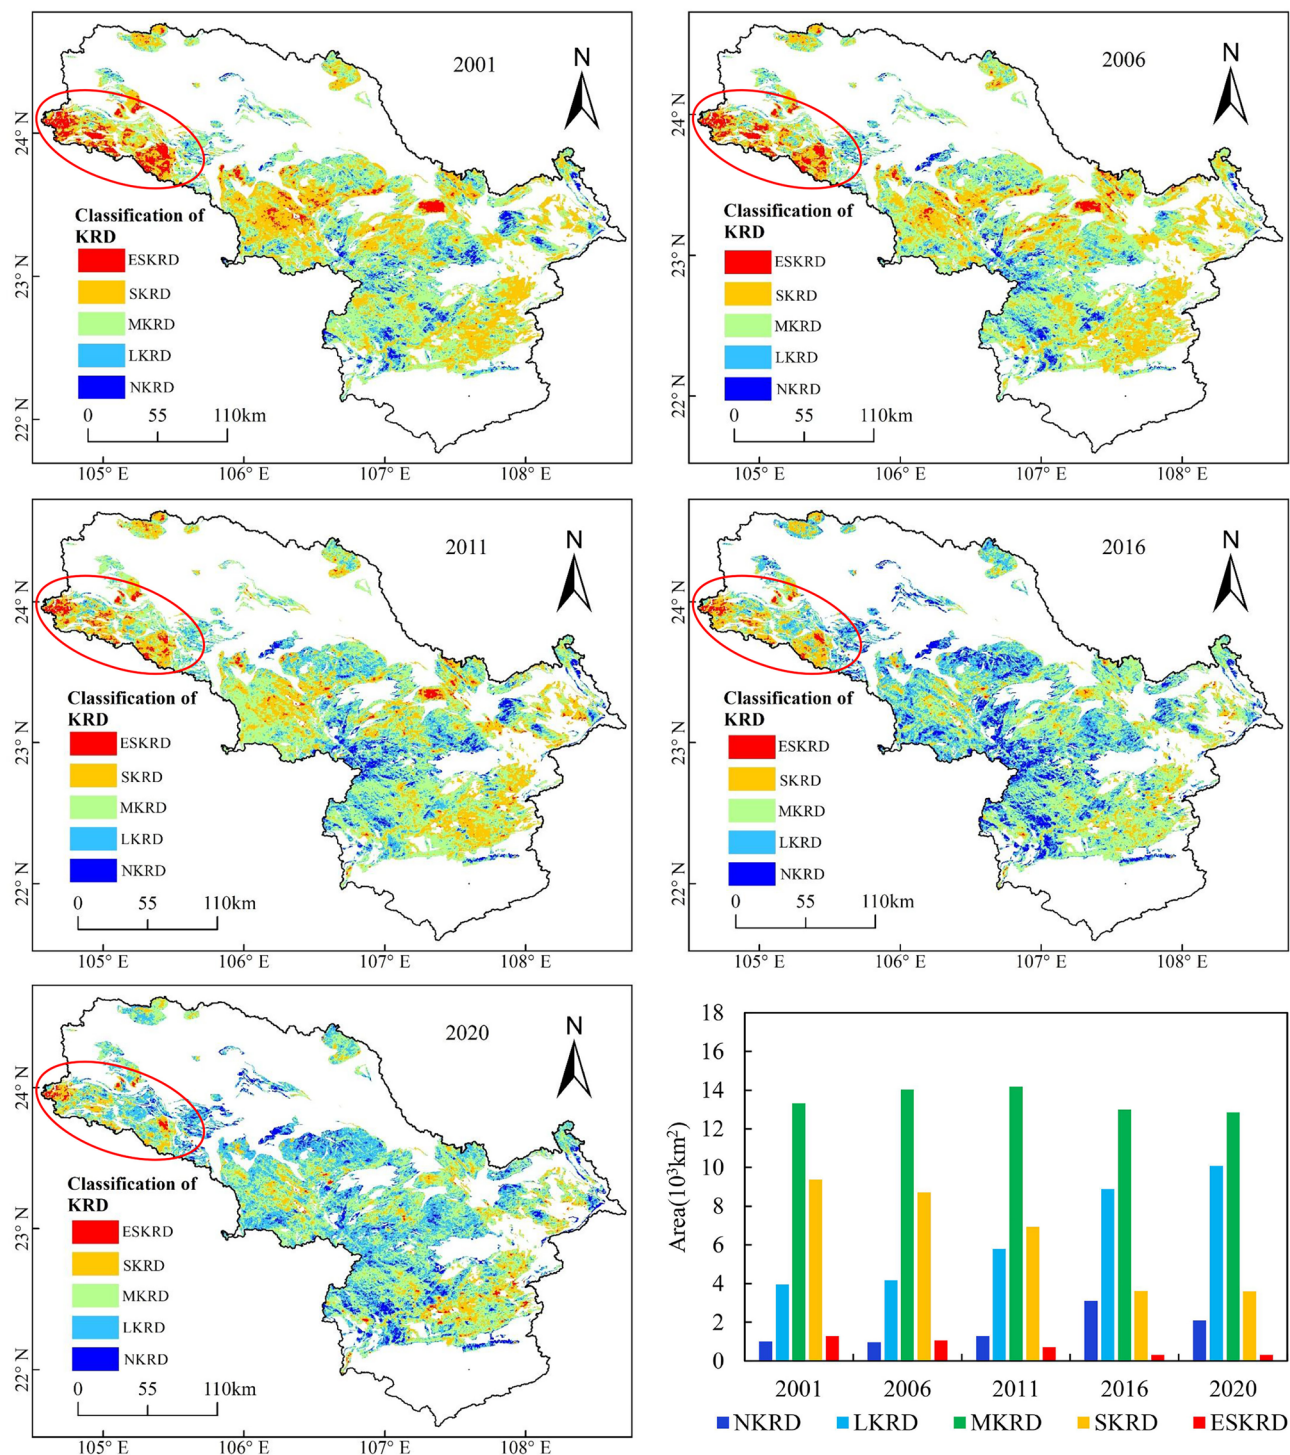 2001
N
24° N
23° N
22° N
Classification of
KRD
ESKRD
SKRD
MKRD
LKRD
NKRD
0 55 110km
105° E 106° E 107° E 108° E
2006
N
24° N
23° N
22° N
Classification of
KRD
ESKRD
SKRD
MKRD
LKRD
NKRD
0 55 110km
105° E 106° E 107° E 108° E
2011
N
24° N
23° N
22° N
Classification of
KRD
ESKRD
SKRD
MKRD
LKRD
NKRD
0 55 110km
105° E 106° E 107° E 108° E
2016
N
24° N
23° N
22° N
Classification of
KRD
ESKRD
SKRD
MKRD
LKRD
NKRD
0 55 110km
105° E 106° E 107° E 108° E
2020
N
24° N
23° N
22° N
Classification of
KRD
ESKRD
SKRD
MKRD
LKRD
NKRD
0 55 110km
105° E 106° E 107° E 108° E
Area(10³km²)
18
16
14
12
10
8
6
4
2
0
2001 2006 2011 2016 2020
NKRD LKRD MKRD SKRD ESKRD